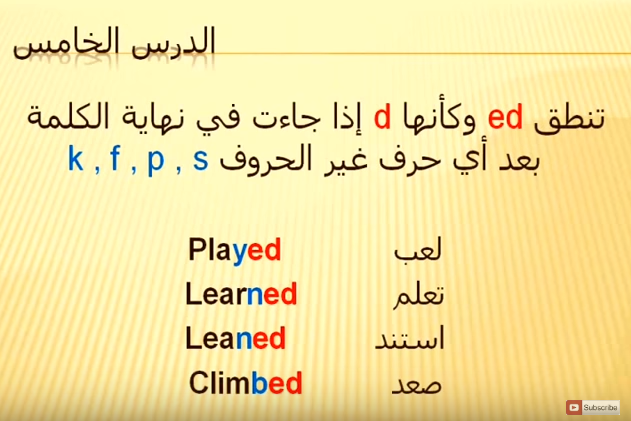 الدرس الخامس
تنطق ed وكأنها d إذا جاءت في نهاية الكلمة
بعد أي حرف غير الحروف k , f , p , s
Played لعب
Learned تعلم
Leaned استند
Climbed صعد
Subscribe